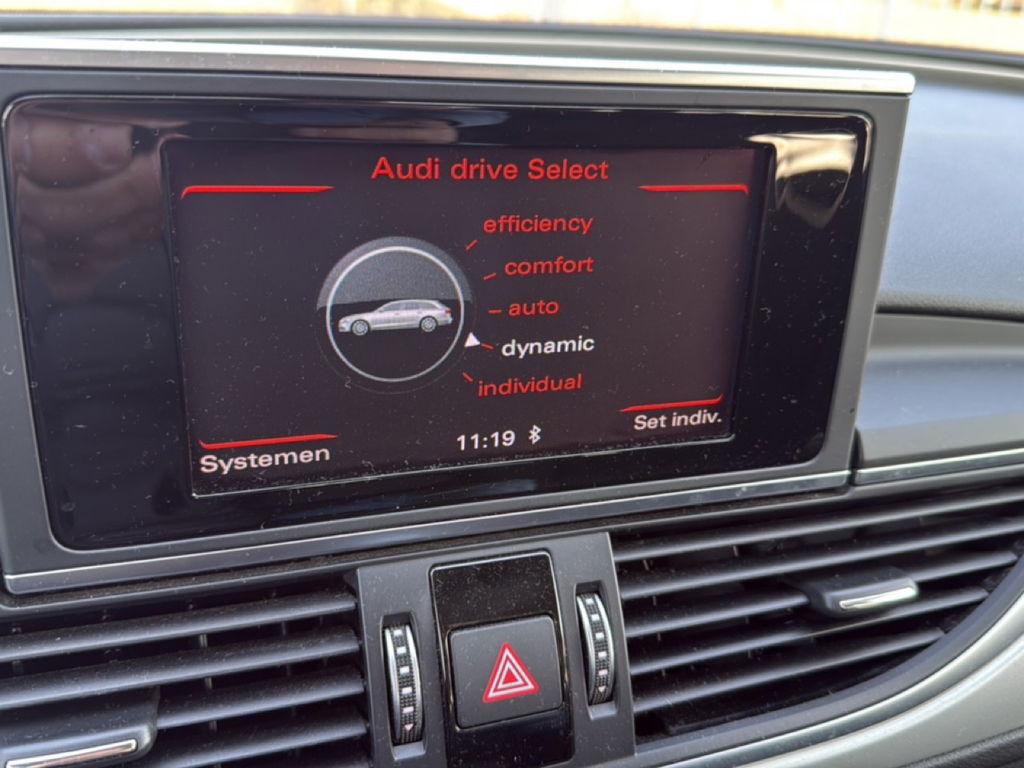 Audi drive Select
efficiency
comfort
auto
dynamic
individual
Set indiv.
11:19
Systemen